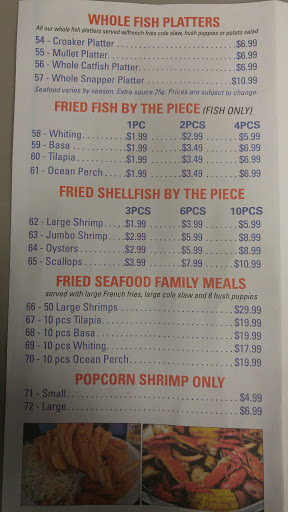 WHOLE FISH PLATTERS
All our whole fish platters served w/french fries cole slaw, hush puppies or potato salad
54 - Croaker Platter $6.99
55 - Mullet Platter $6.99
56 - Whole Catfish Platter $6.99
57 - Whole Snapper Platter $10.99
Seafood varies by season. Extra sauce 25¢. Prices are subject to change.
FRIED FISH BY THE PIECE (FISH ONLY)
1PC 2PCS 4PCS
58 - Whiting $1.99 $2.99 $5.99
59 - Basa $1.99 $3.49 $6.99
60 - Tilapia $1.99 $3.49 $6.99
61 - Ocean Perch $1.99 $3.49 $6.99
FRIED SHELLFISH BY THE PIECE
3PCS 6PCS 10PCS
62 - Large Shrimp $1.99 $3.99 $5.99
63 - Jumbo Shrimp $2.99 $5.99 $8.99
64 - Oysters $2.99 $5.99 $8.99
65 - Scallops $3.99 $7.99 $10.99
FRIED SEAFOOD FAMILY MEALS
served with large French fries, large cole slaw and 8 hush puppies
66 - 50 Large Shrimps $29.99
67 - 10 pcs Tilapia $19.99
68 - 10 pcs Basa $19.99
69 - 10 pcs Whiting $17.99
70 - 10 pcs Ocean Perch $19.99
POPCORN SHRIMP ONLY
71 - Small $4.99
72 - Large $6.99